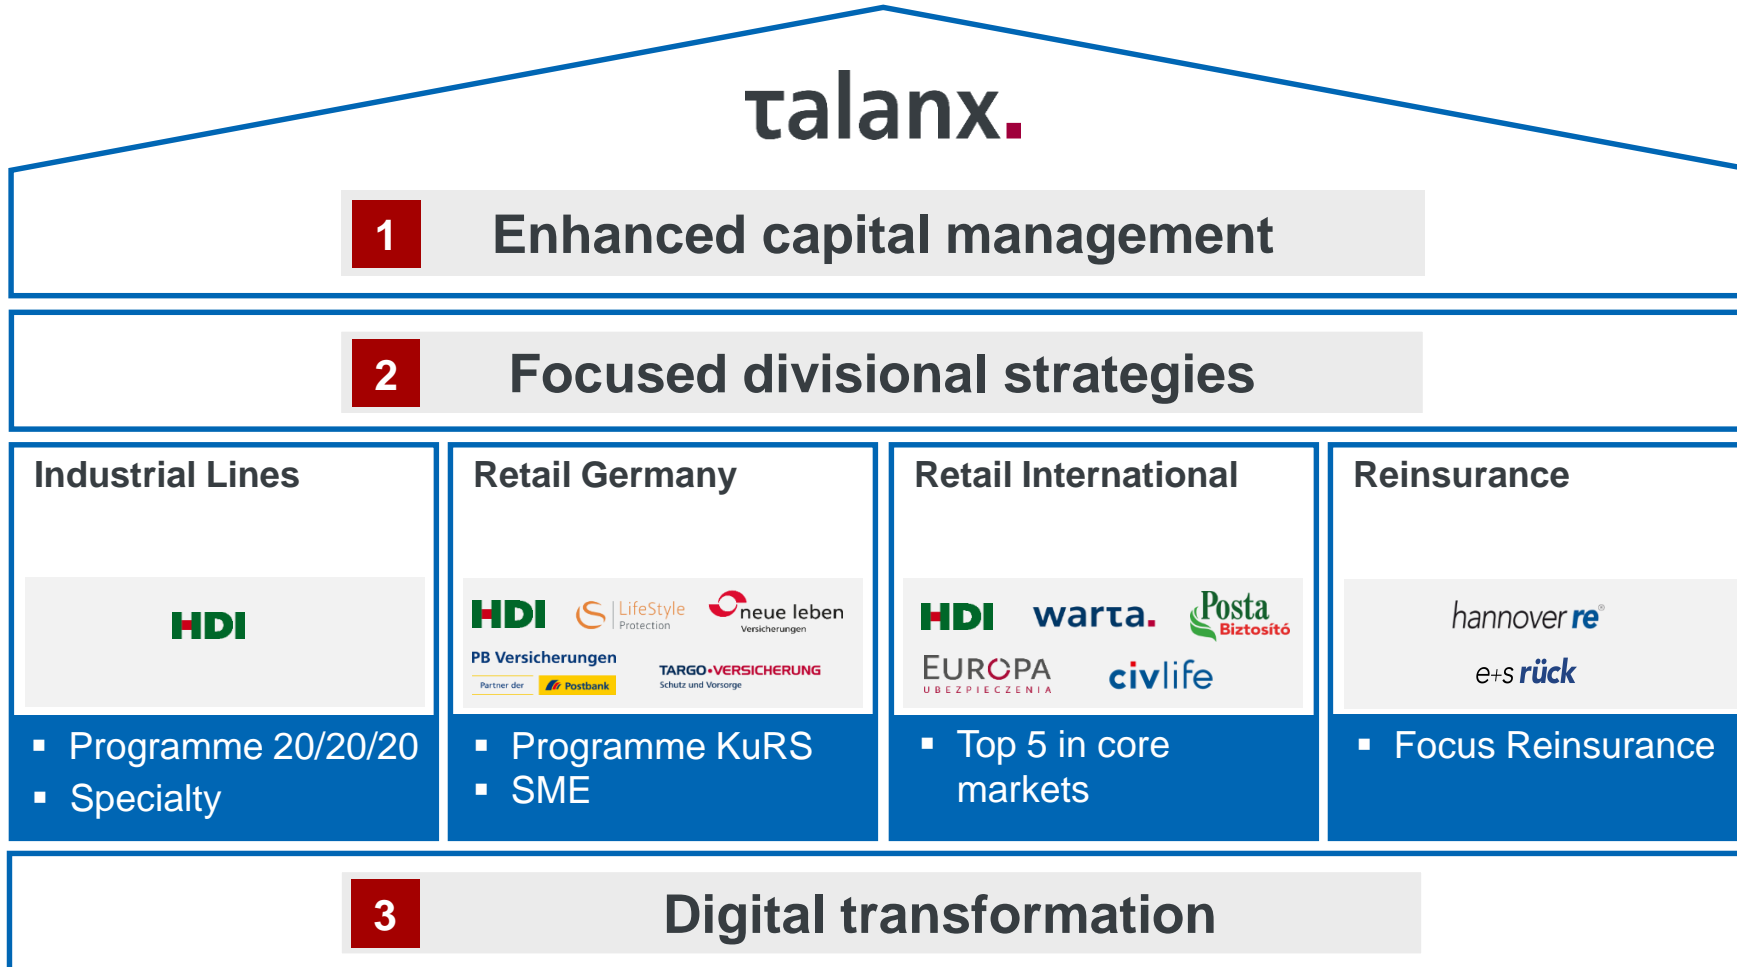 talanx.
1 Enhanced capital management
2 Focused divisional strategies
Industrial Lines
HDI
▪ Programme 20/20/20
▪ Specialty
Retail Germany
HDI
LifeStyle
Protection
neue leben
Versicherungen
PB Versicherungen
Partner der Postbank
TARGO•VERSICHERUNG
Schutz und Vorsorge
▪ Programme KuRS
▪ SME
Retail International
HDI
warta.
Posta
Biztosító
EUROPA
UBEZPIECZENIA
civlife
▪ Top 5 in core
markets
Reinsurance
hannover re®
e+s rück
▪ Focus Reinsurance
3 Digital transformation